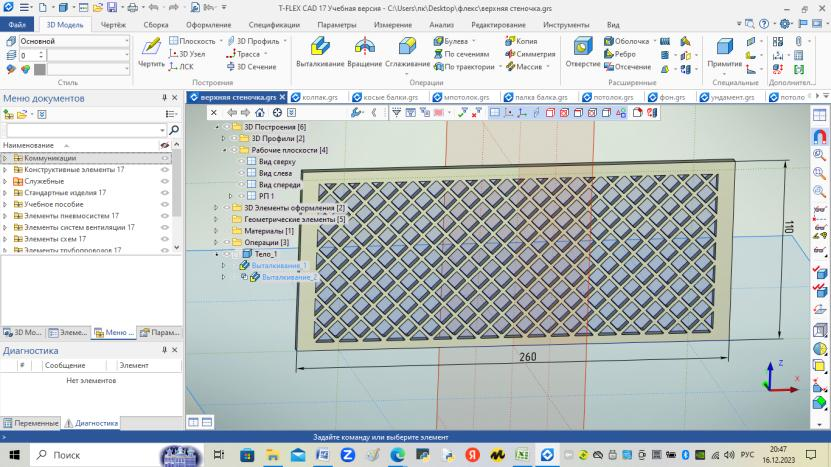 T-FLEX CAD 17 Учебная версия - C:\Users\пк\Desktop\флекс\верхняя стеночка.grs
Файл 3D Модель Чертёж Сборка Оформление Спецификации Параметры Измерение Анализ Редактирование Инструменты Вид
Основной
0
Стиль
Чертить
Плоскость
3D Узел
ЛСК
3D Профиль
Трасса
3D Сечение
Построения
Выталкивание
Вращение
Сглаживание
Булева
По сечениям
По траектории
Копия
Симметрия
Массив
Операции
Отверстие
Оболочка
Ребро
Расширенные
Примитив
Специальные
Дополнител...
Меню документов
верхняя стеночка.grs колпак.grs косые балки.grs мпотолок.grs палка балка.grs потолок.grs фон.grs ундамент.grs потоло
Название
Коммуникации
Конструктивные элементы 17
Служебные
Стандартные изделия 17
Учебное пособие
Элементы пневмосистем 17
Элементы систем вентиляции 17
Элементы схем 17
Элементы трубопроводов 17
3D Мо... Элеме... Меню ... Парам...
Диагностика
# Сообщение Элемент
Нет элементов
Переменные Диагностика
3D Построения [6]
3D Профили [2]
Рабочие плоскости [4]
Вид сверху
Вид слева
Вид спереди
РП 1
3D Элементы оформления [2]
Геометрические элементы [5]
Материалы [1]
Операции [3]
Тело_1
Выталкивание_1
Выталкивание_2
110
260
Z
X
> Задайте команду или выберите элемент
Поиск
РУС
20:47
16.12.2023